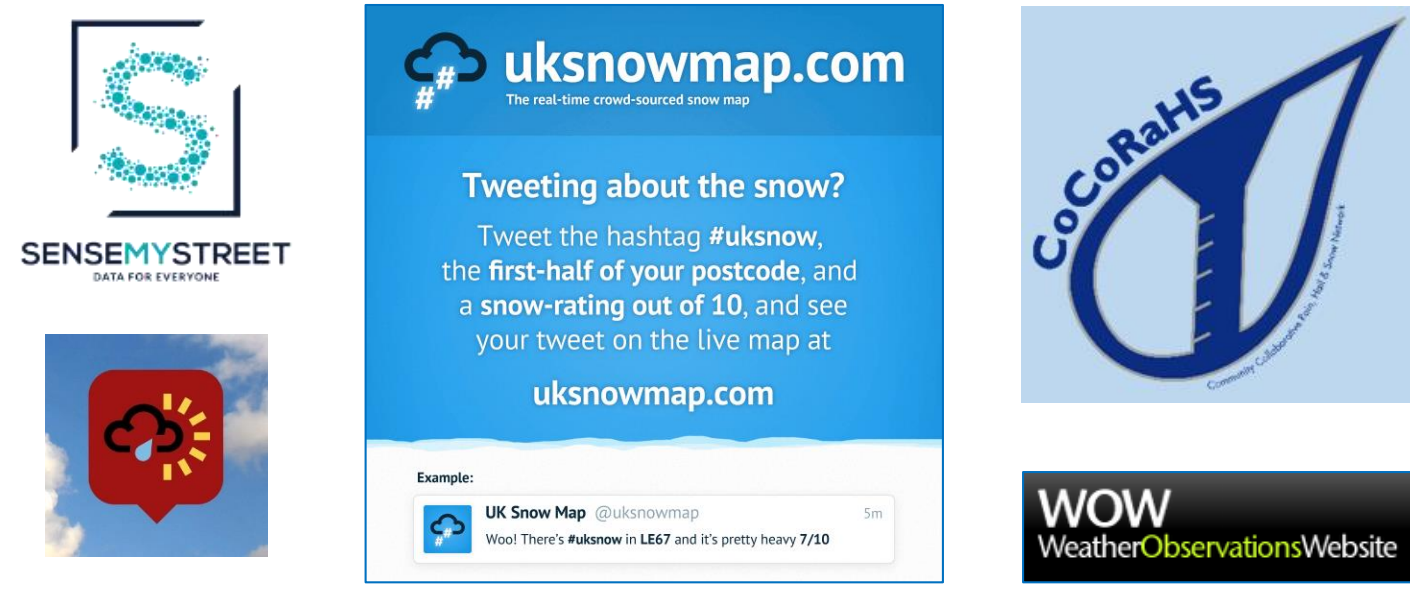 SENSEMYSTREET
DATA FOR EVERYONE
uksnowmap.com
The real-time crowd-sourced snow map
Tweeting about the snow?
Tweet the hashtag #uksnow,
the first-half of your postcode, and
a snow-rating out of 10, and see
your tweet on the live map at
uksnowmap.com
Example:
UK Snow Map @uksnowmap 5m
Woo! There's #uksnow in LE67 and it's pretty heavy 7/10
CoCoRaHS
Community Collaborative Rain, Hail & Snow Network
WOW
WeatherObservationsWebsite